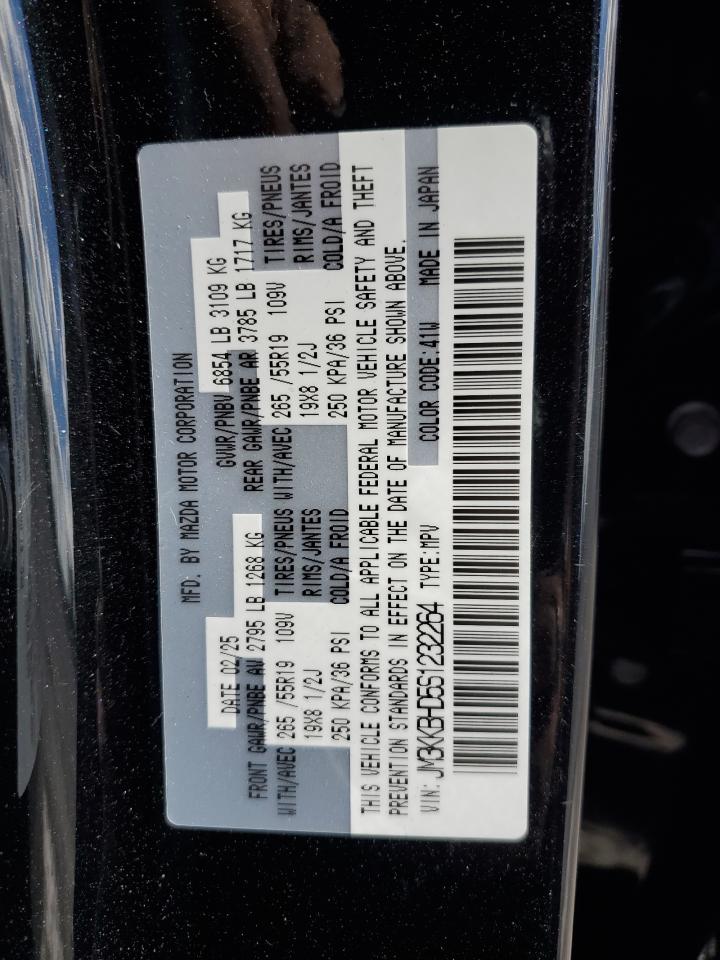 MFD. BY MAZDA MOTOR CORPORATION
DATE 02/25 GVWR/PNBV 6854 LB 3109 KG
FRONT GAWR/PNBE AV 2795 LB 1268 KG REAR GAWR/PNBE AR 3785 LB 1717 KG
WITH/AVEC 265 /55R19 109V TIRES/PNEUS WITH/AVEC 265 /55R19 109V TIRES/PNEUS
19X8 1/2J RIMS/JANTES 19X8 1/2J RIMS/JANTES
250 KPA/36 PSI COLD/A FROID 250 KPA/36 PSI COLD/A FROID
THIS VEHICLE CONFORMS TO ALL APPLICABLE FEDERAL MOTOR VEHICLE SAFETY AND THEFT
PREVENTION STANDARDS IN EFFECT ON THE DATE OF MANUFACTURE SHOWN ABOVE.
VIN: JM3KKBHD5S1232264 TYPE:MPV COLOR CODE:41W MADE IN JAPAN